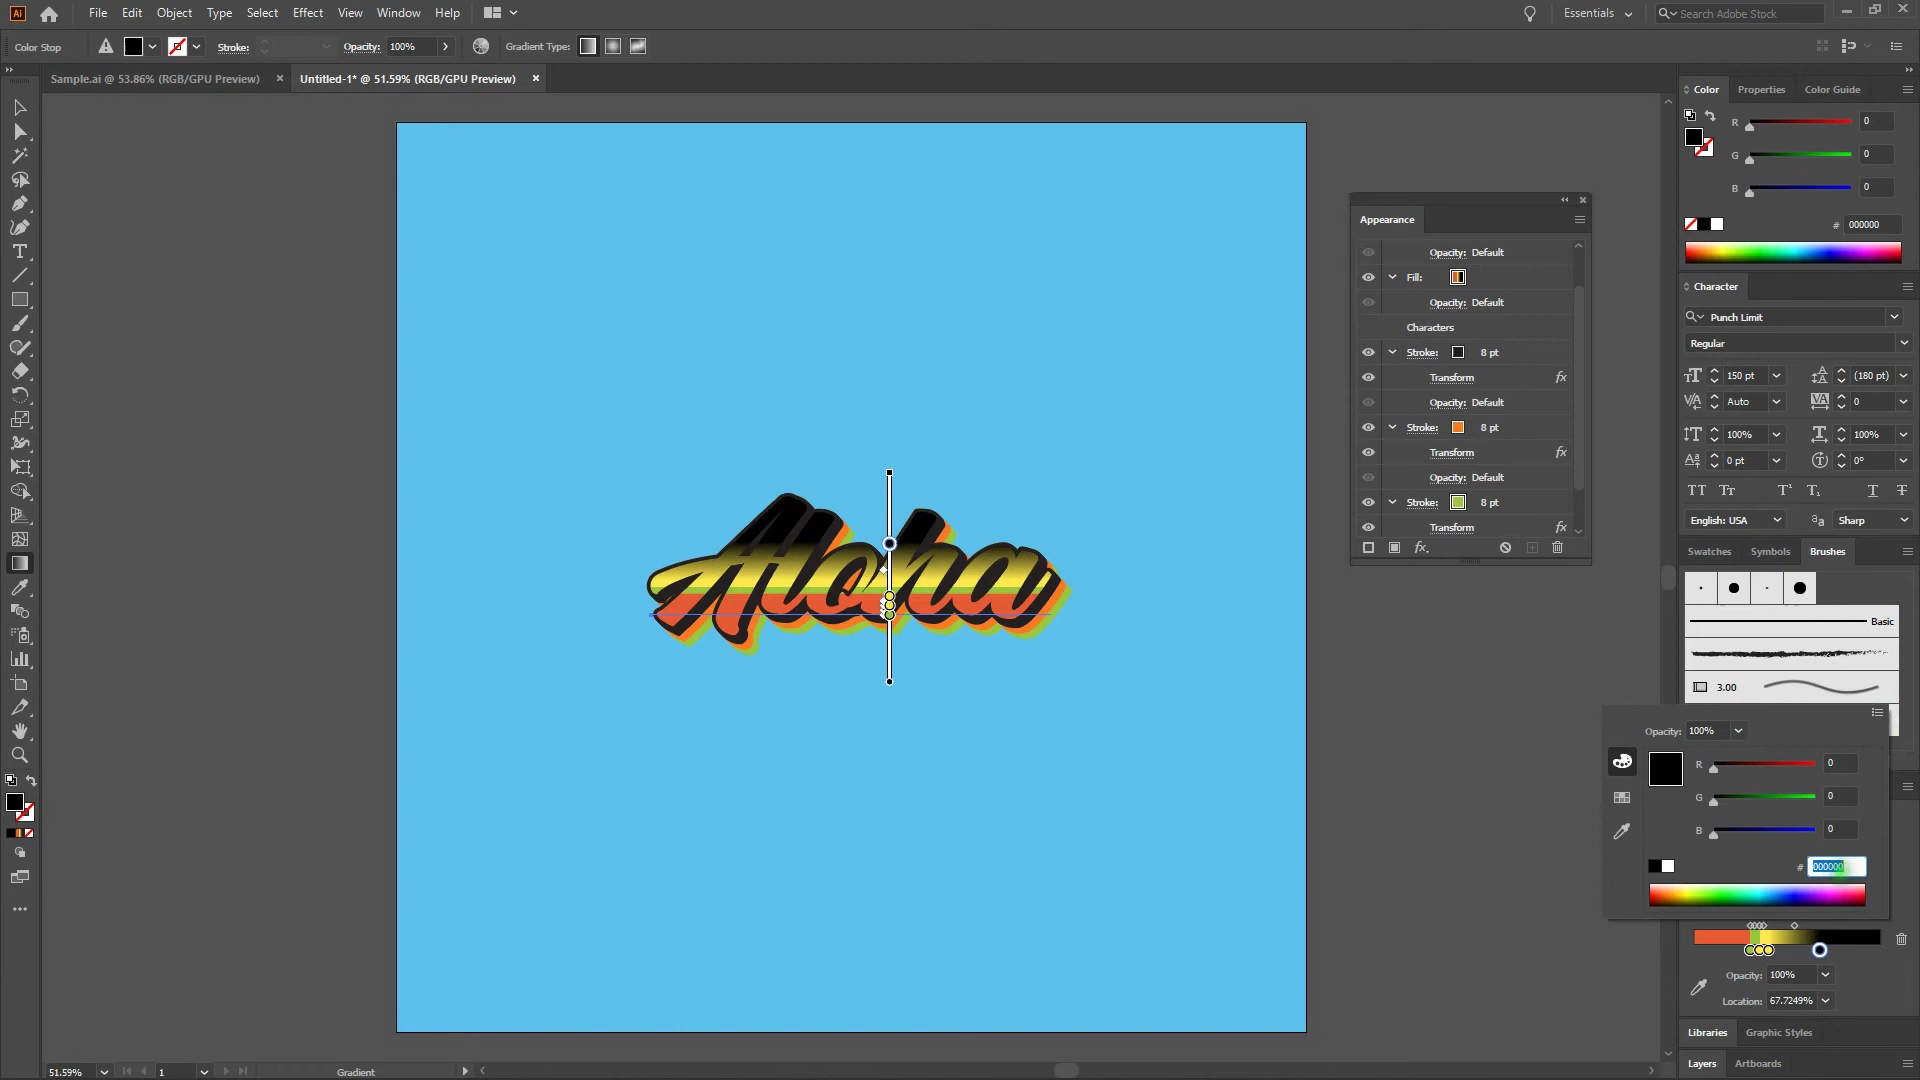 Ai File Edit Object Type Select Effect View Window Help Essentials Search Adobe Stock
Color Stop Stroke: Opacity: 100% Gradient Type:
Sample.ai @ 53.86% (RGB/GPU Preview) × Untitled-1* @ 51.59% (RGB/GPU Preview) ×
Color Properties Color Guide
R 0
G 0
B 0
# 000000
Appearance
Opacity: Default
Fill:
Opacity: Default
Characters
Stroke: 8 pt
Transform fx
Opacity: Default
Stroke: 8 pt
Transform fx
Opacity: Default
Stroke: 8 pt
Transform fx
fx.
Character
Punch Limit
Regular
150 pt (180 pt)
Auto 0
100% 100%
0 pt 0°
English: USA Sharp
Swatches Symbols Brushes
Basic
3.00
Aloha
Opacity: 100%
R 0
G 0
B 0
# 000000
Opacity: 100%
Location: 67.7249%
Libraries Graphic Styles
Layers Artboards
51.59% 1 Gradient